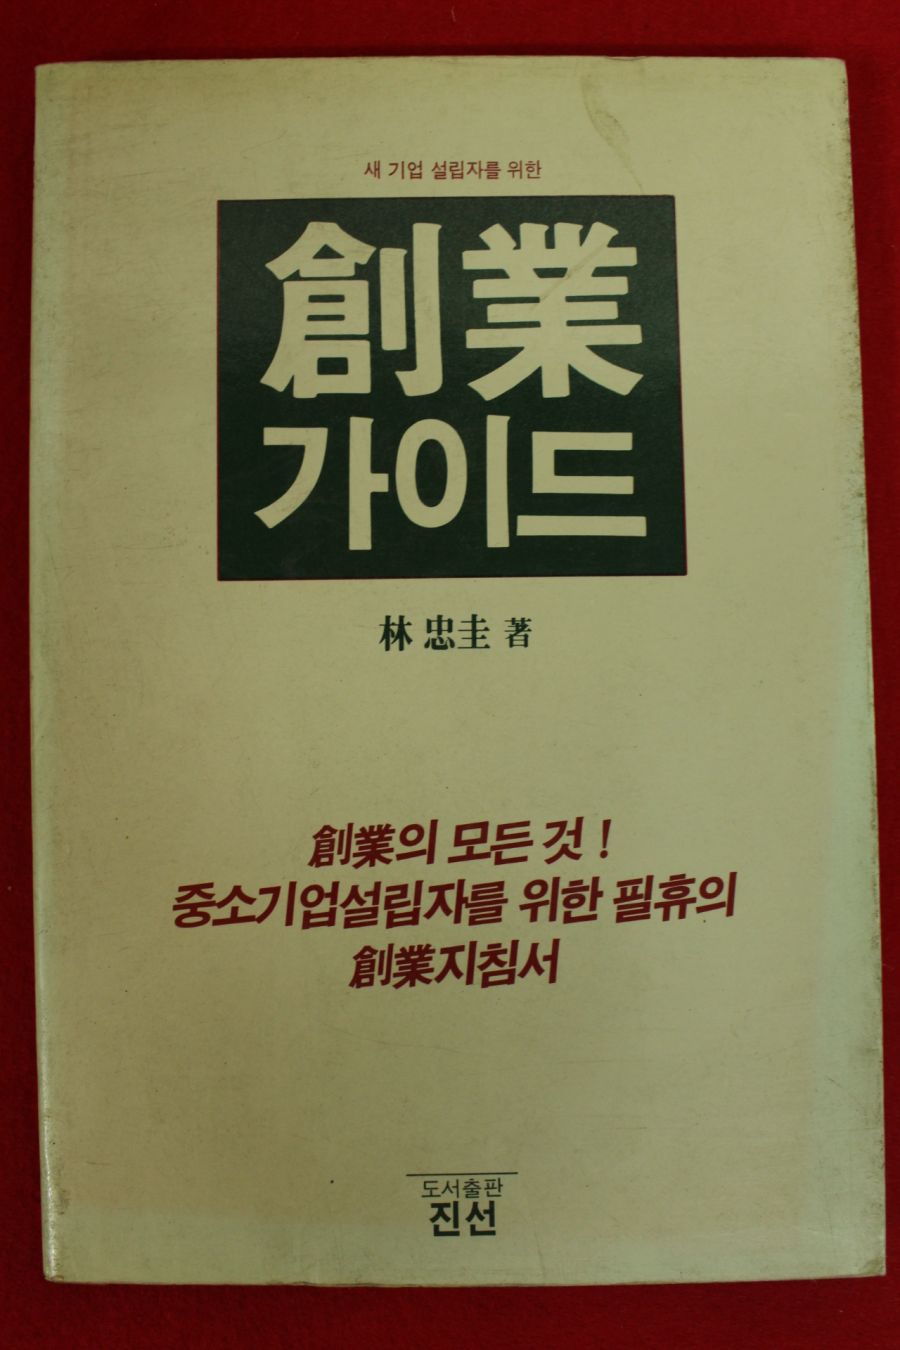 새 기업 설립자를 위한
創業
가이드
林 忠圭 著
創業의 모든 것 !
중소기업설립자를 위한 필휴의
創業지침서
도서출판
진선